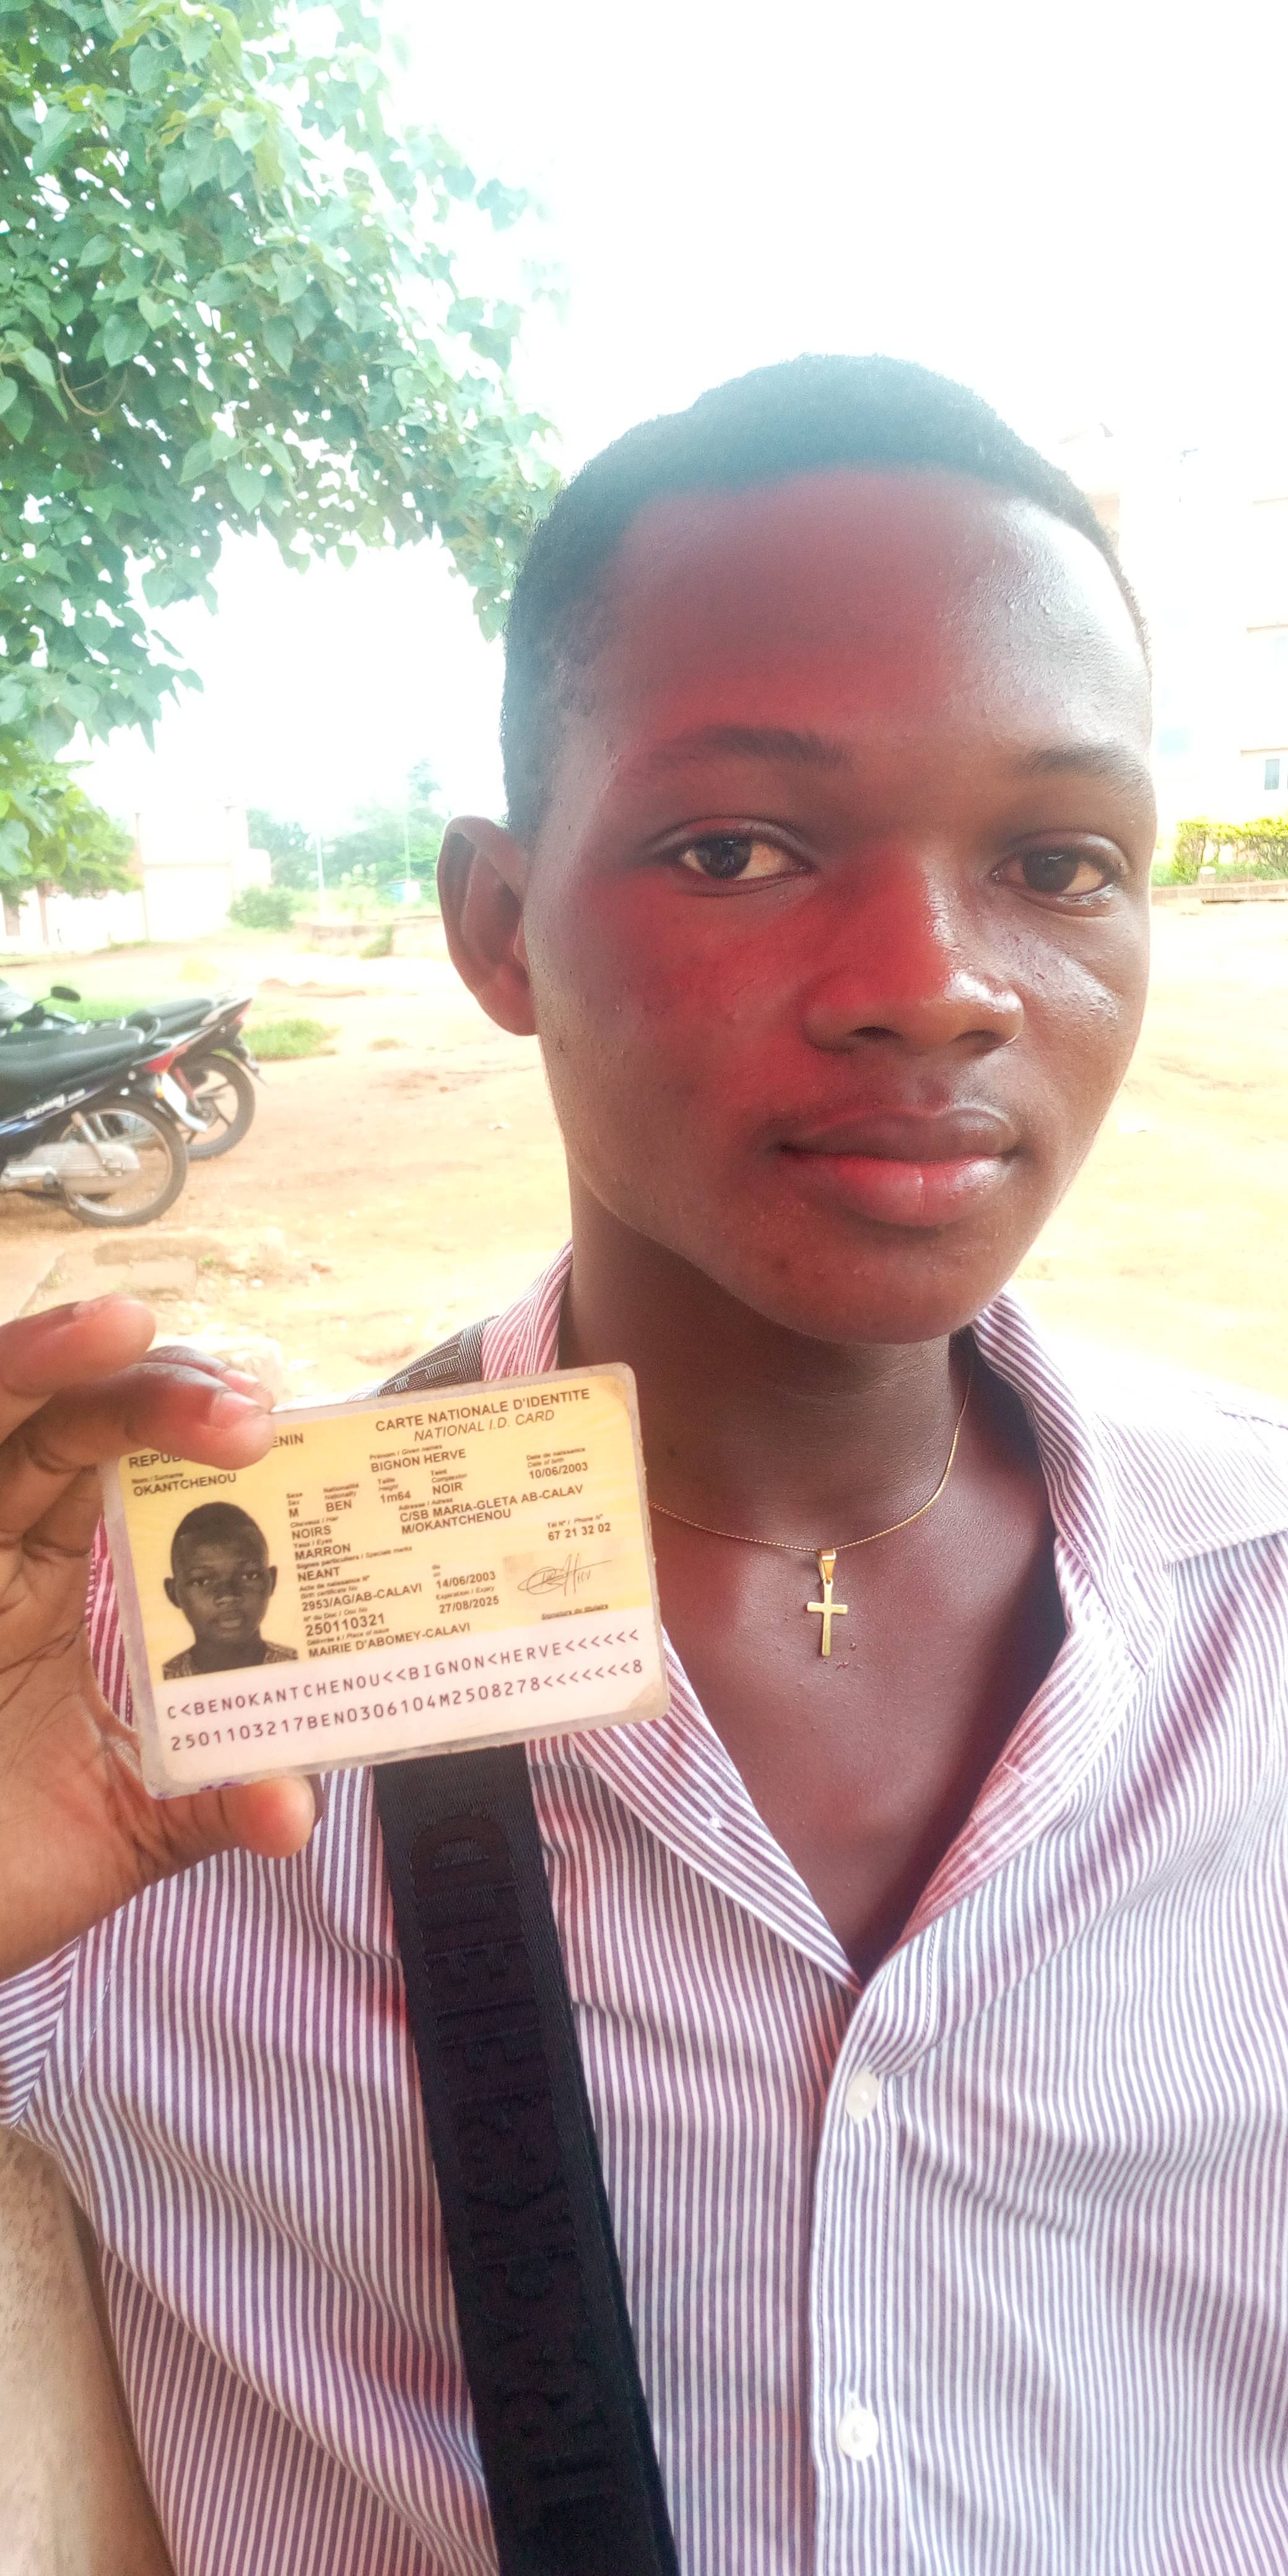 ENIN
CARTE NATIONALE D'IDENTITE
NATIONAL I.D. CARD
Nom / Surname
OKANTCHENOU
Prénom / Given names
BIGNON HERVE
Date de naissance
Date of birth
10/06/2003
Sexe
Sex
M
Nationalité
Nationality
BEN
Taille
Height
1m64
Teint
Complexion
NOIR
Cheveux / Hair
NOIRS
Adresse / Adress
C/SB MARIA-GLETA AB-CALAV
M/OKANTCHENOU
Yeux / Eyes
MARRON
Tél N° / Phone N°
67 21 32 02
Signes particuliers / Specials marks
NEANT
Acte de naissance N°
Birth certificate No
2953/AG/AB-CALAVI
du
14/06/2003
N° du Doc / Doc No
250110321
Expiration / Expiry
27/08/2025
Délivrée à / Place of issue
MAIRIE D'ABOMEY-CALAVI
Signature du titulaire
C<BENOKANTCHENOU<<BIGNON<HERVE<<<<<<
2501103217BEN0306104M2508278<<<<<<<8